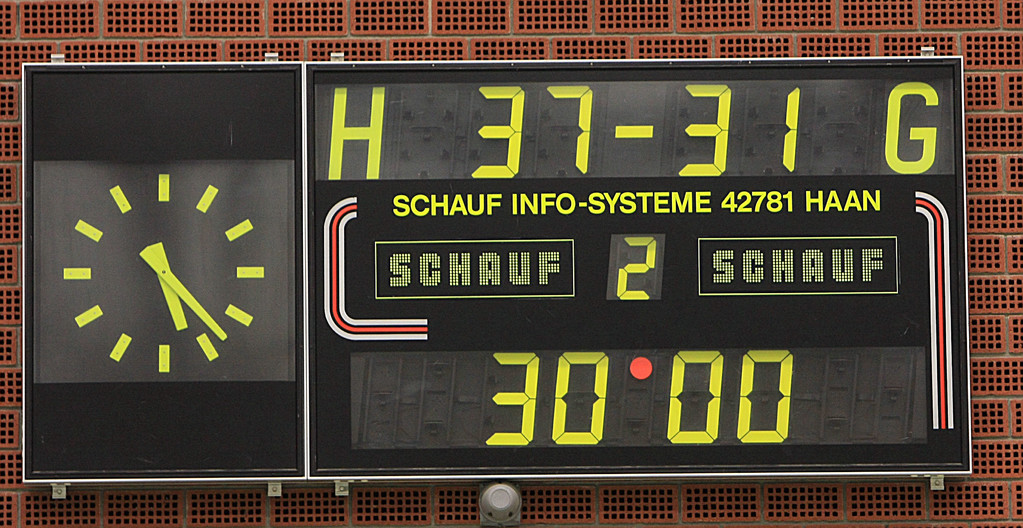 H 37-31 G
SCHAUF INFO-SYSTEME 42781 HAAN
SCHAUF 2 SCHAUF
30 00